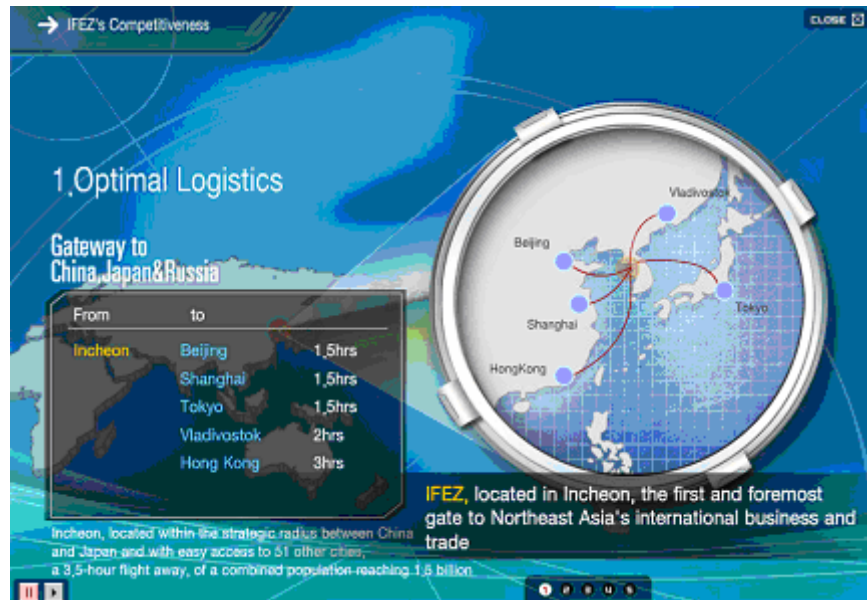 IFEZ's Competitiveness
CLOSE
1.Optimal Logistics
Gateway to
China,Japan&Russia
From to
Incheon Beijing 1.5hrs
Shanghai 1.5hrs
Tokyo 1.5hrs
Vladivostok 2hrs
Hong Kong 3hrs
Incheon, located within the strategic radius between China
and Japan and with easy access to 51 other cities,
a 3.5-hour flight away, of a combined population reaching 1.5 billion
Vladivostok
Beijing
Tokyo
Shanghai
HongKong
IFEZ, located in Incheon, the first and foremost
gate to Northeast Asia's international business and
trade
1 2 3 4 5